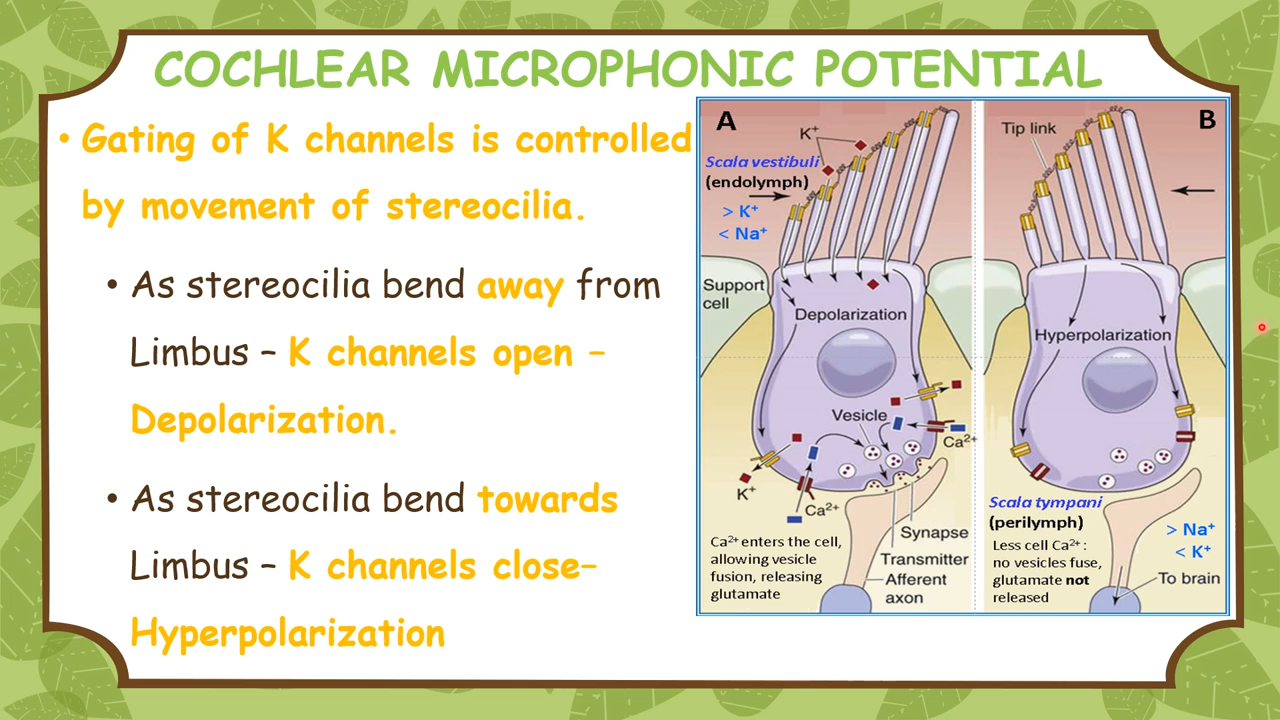 COCHLEAR MICROPHONIC POTENTIAL
• Gating of K channels is controlled
by movement of stereocilia.
• As stereocilia bend away from
Limbus – K channels open –
Depolarization.
• As stereocilia bend towards
Limbus – K channels close–
Hyperpolarization
A
K⁺
Scala vestibuli
(endolymph)
> K⁺
< Na⁺
Support
cell
Depolarization
Vesicle
Ca²⁺
K⁺
Ca²⁺
Synapse
Transmitter
Afferent
axon
Ca²⁺ enters the cell,
allowing vesicle
fusion, releasing
glutamate
B
Tip link
Hyperpolarization
Scala tympani
(perilymph)
> Na⁺
< K⁺
Less cell Ca²⁺ :
no vesicles fuse,
glutamate not
released
To brain